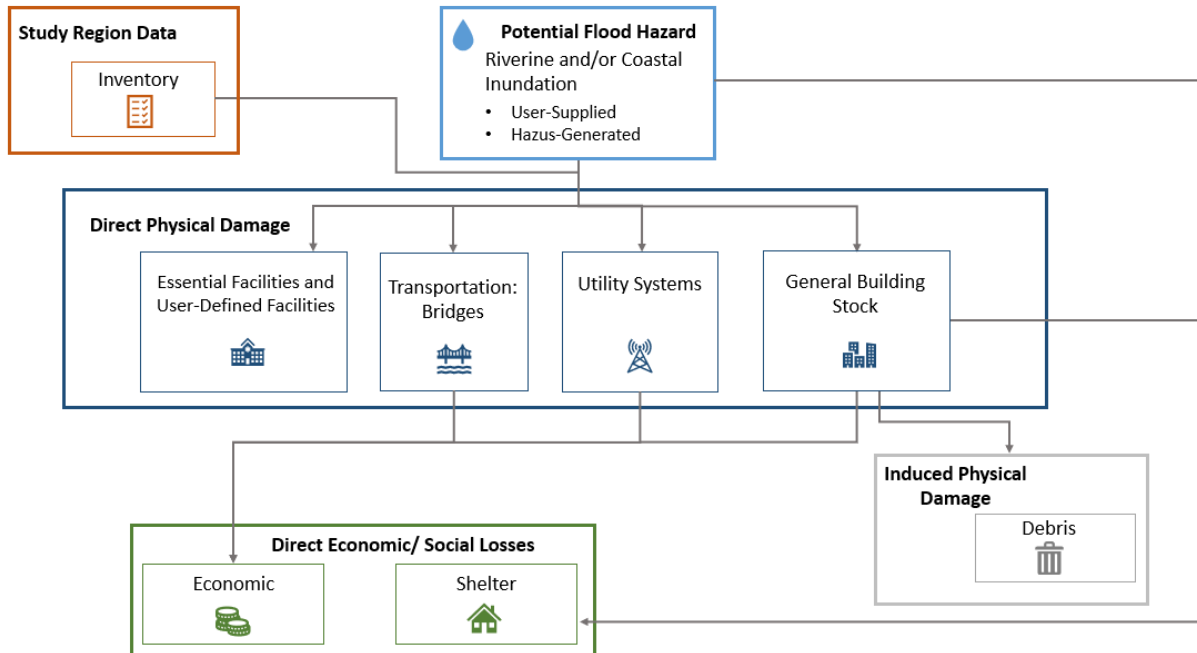 Study Region Data
Inventory
Potential Flood Hazard
Riverine and/or Coastal
Inundation
• User-Supplied
• Hazus-Generated
Direct Physical Damage
Essential Facilities and
User-Defined Facilities
Transportation:
Bridges
Utility Systems
General Building
Stock
Induced Physical
Damage
Debris
Direct Economic/ Social Losses
Economic
Shelter